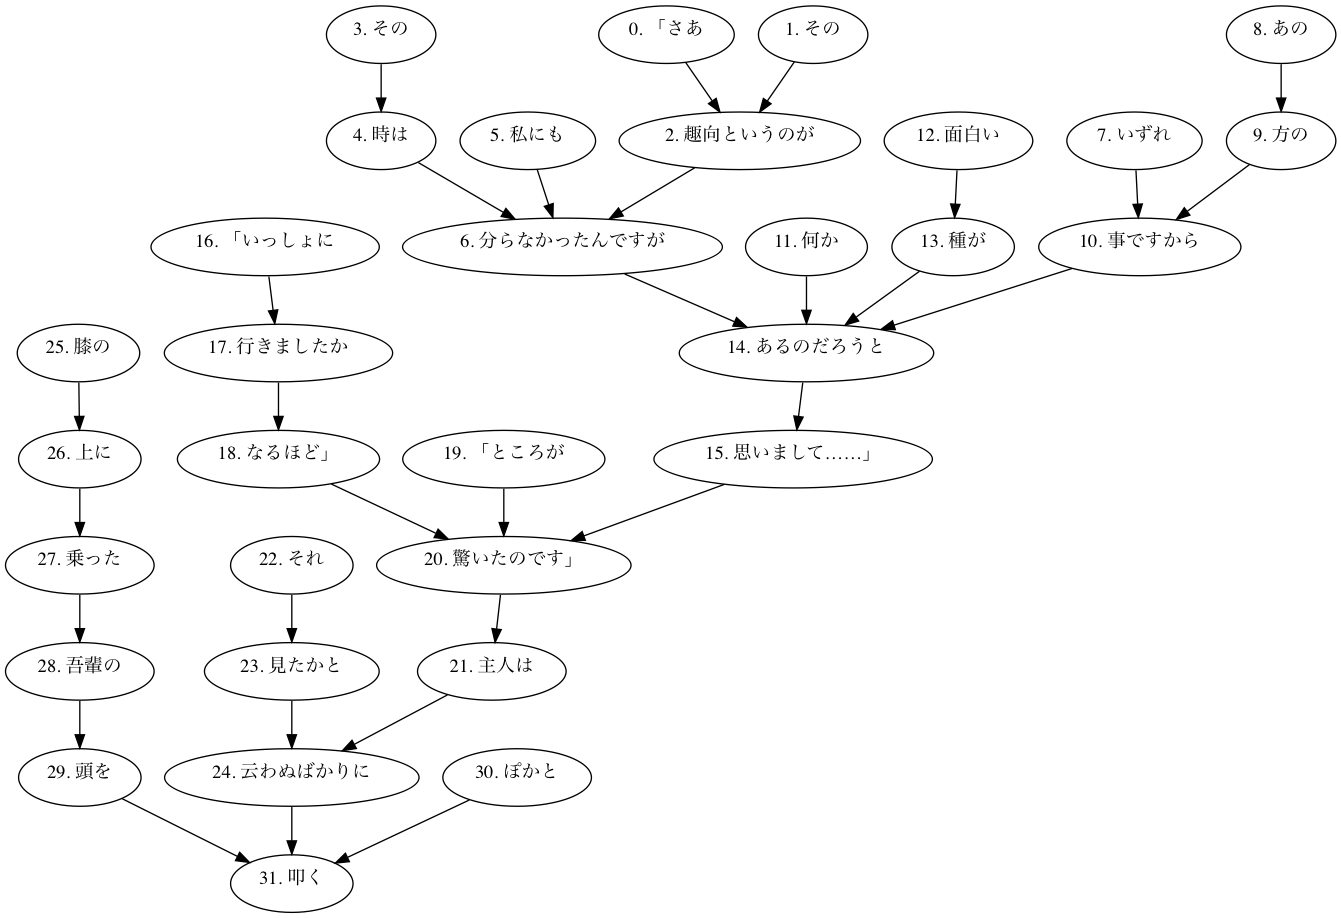 3. その
0. 「さあ
1. その
8. あの
4. 時は
5. 私にも
2. 趣向というのが
12. 面白い
7. いずれ
9. 方の
16. 「いっしょに
6. 分らなかったんですが
11. 何か
13. 種が
10. 事ですから
25. 膝の
17. 行きましたか
14. あるのだろうと
26. 上に
18. なるほど」
19. 「ところが
15. 思いまして……」
27. 乗った
22. それ
20. 驚いたのです」
28. 吾輩の
23. 見たかと
21. 主人は
29. 頭を
24. 云わぬばかりに
30. ぽかと
31. 叩く